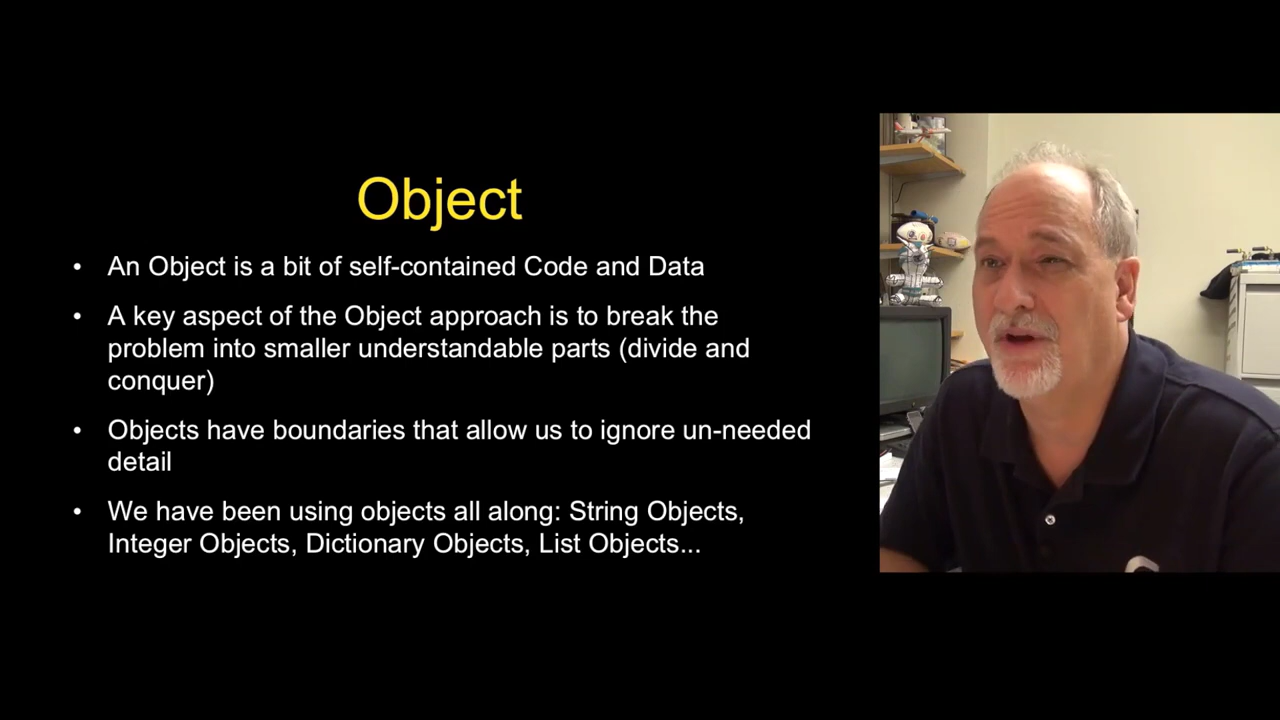 Object
• An Object is a bit of self-contained Code and Data
• A key aspect of the Object approach is to break the
problem into smaller understandable parts (divide and
conquer)
• Objects have boundaries that allow us to ignore un-needed
detail
• We have been using objects all along: String Objects,
Integer Objects, Dictionary Objects, List Objects...